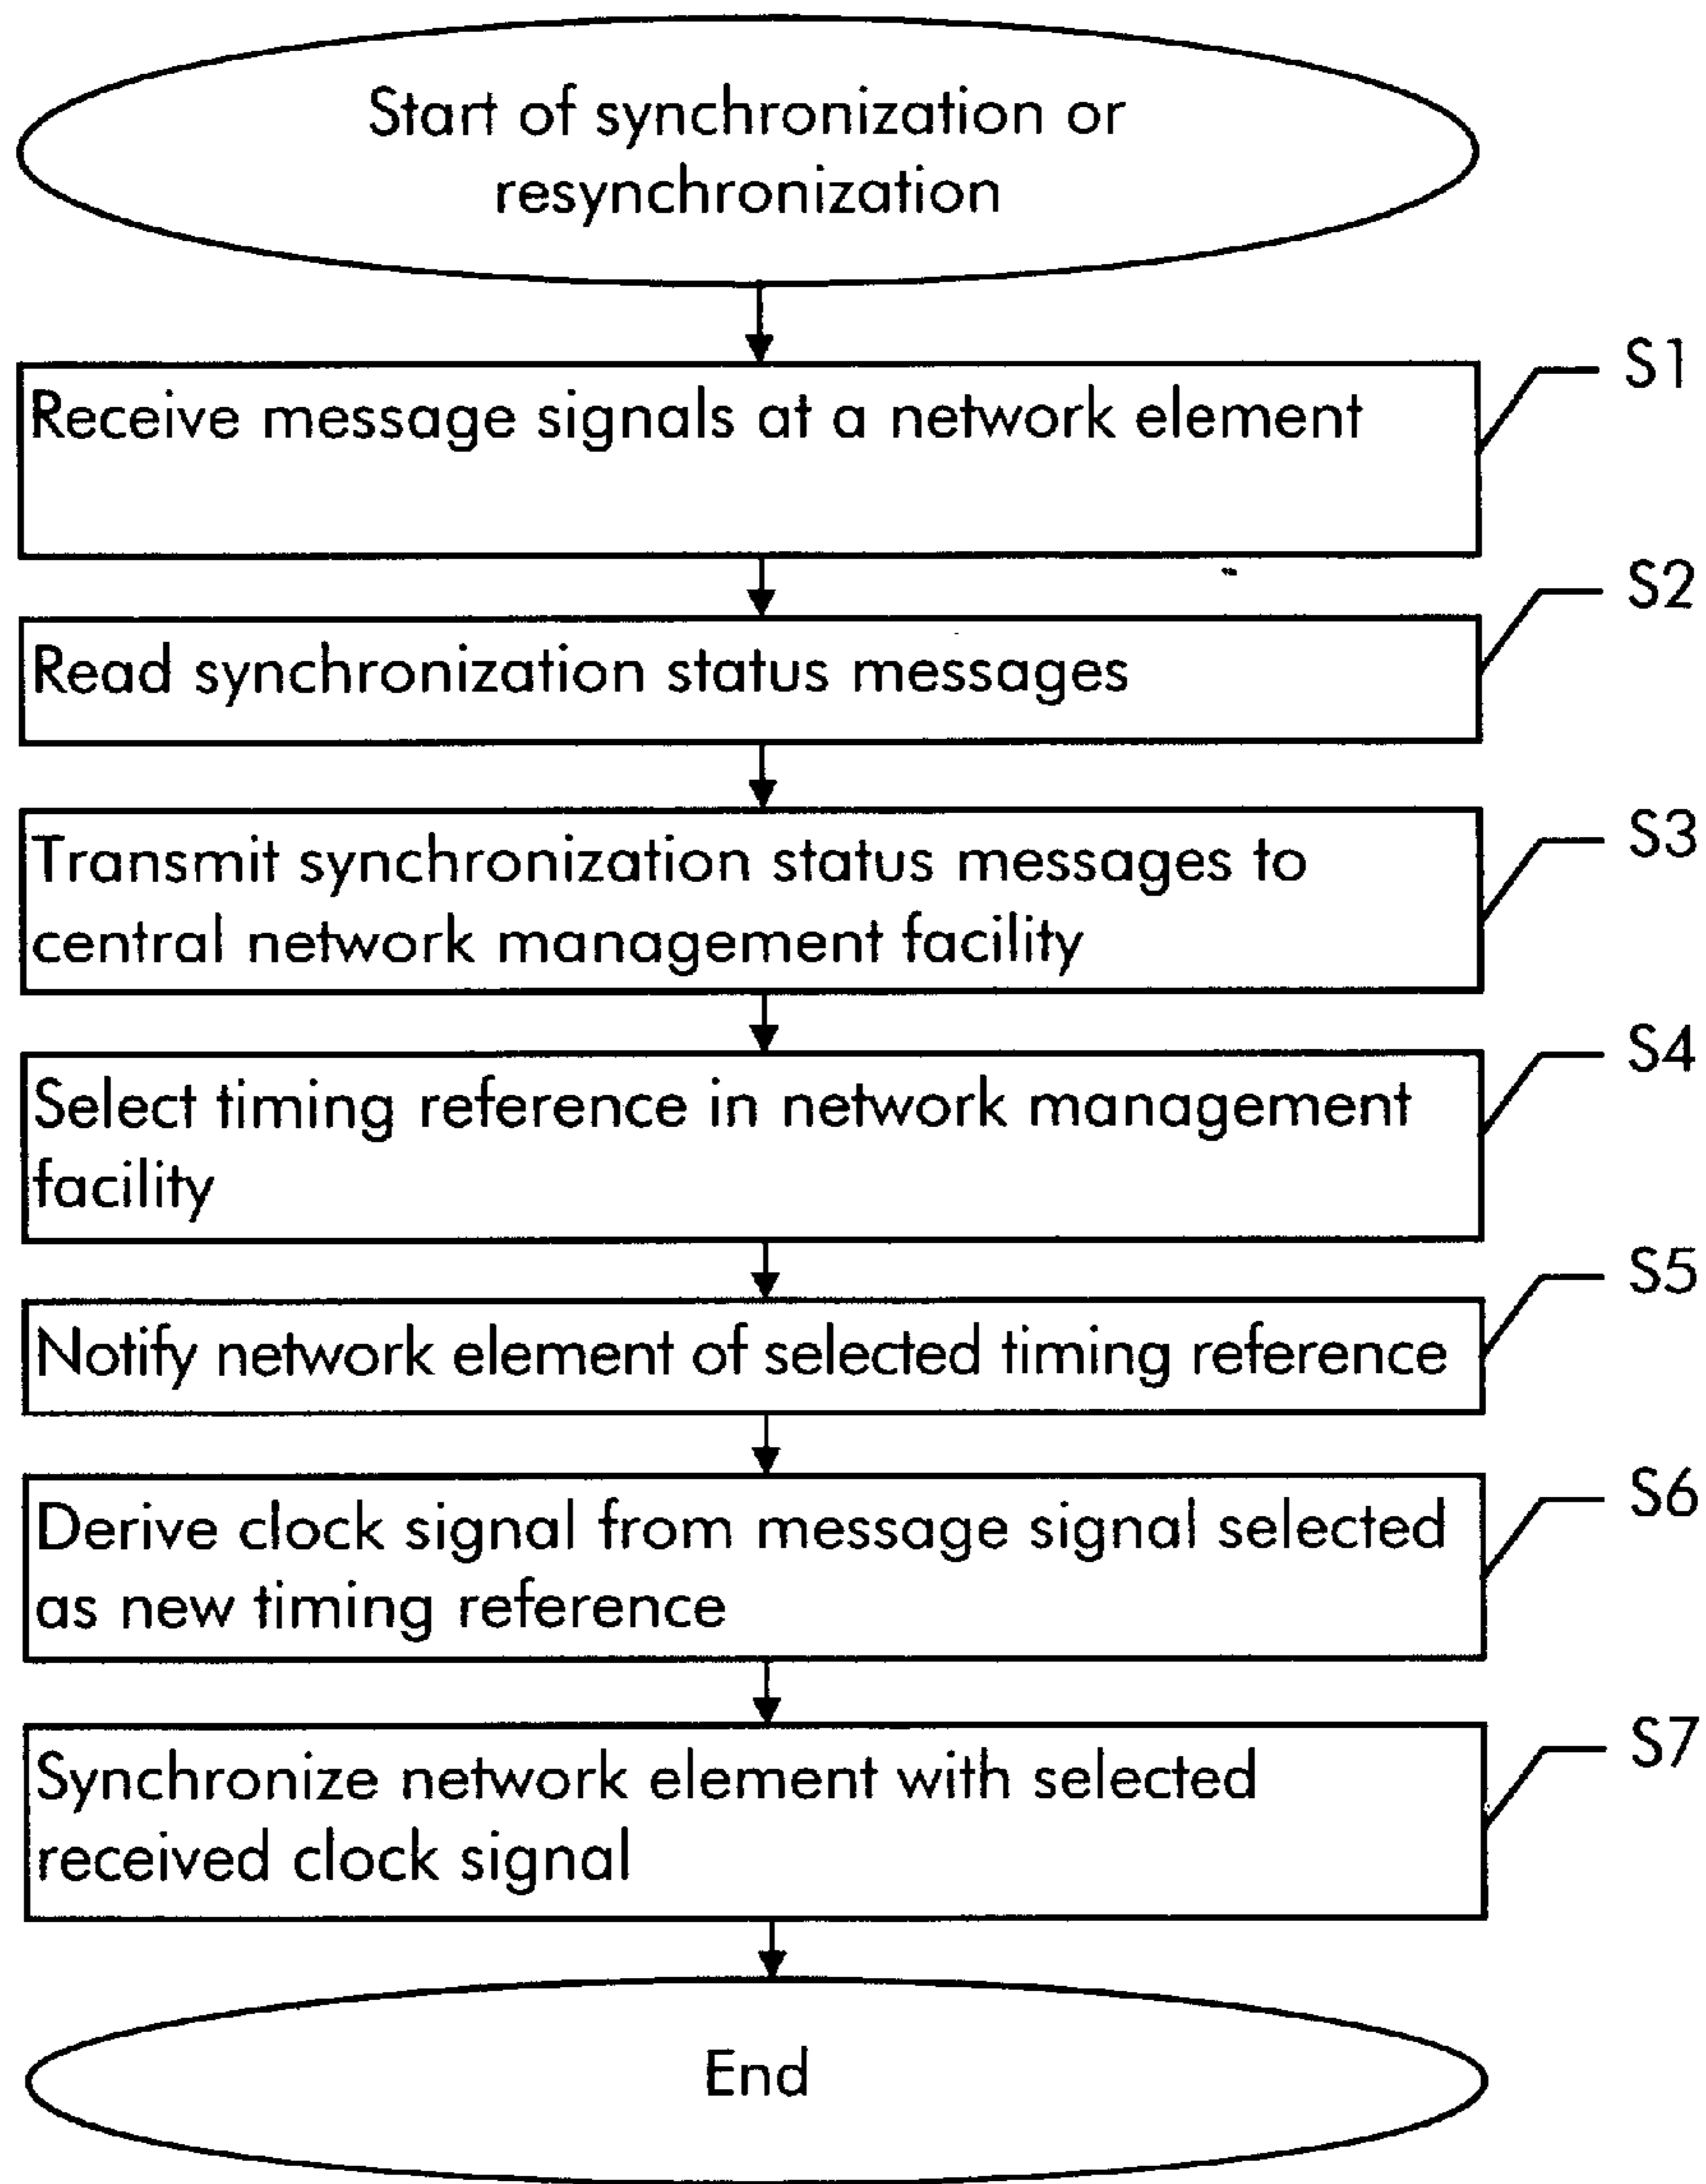 Start of synchronization or
resynchronization
S1
Receive message signals at a network element
S2
Read synchronization status messages
S3
Transmit synchronization status messages to
central network management facility
S4
Select timing reference in network management
facility
S5
Notify network element of selected timing reference
S6
Derive clock signal from message signal selected
as new timing reference
S7
Synchronize network element with selected
received clock signal
End